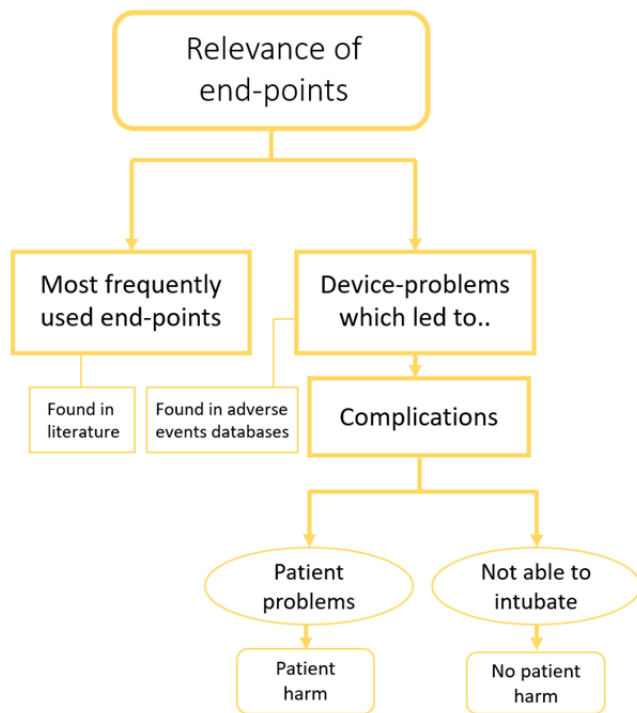 Relevance of
end-points
Most frequently
used end-points
Device-problems
which led to..
Found in
literature
Found in adverse
events databases
Complications
Patient
problems
Not able to
intubate
Patient
harm
No patient
harm